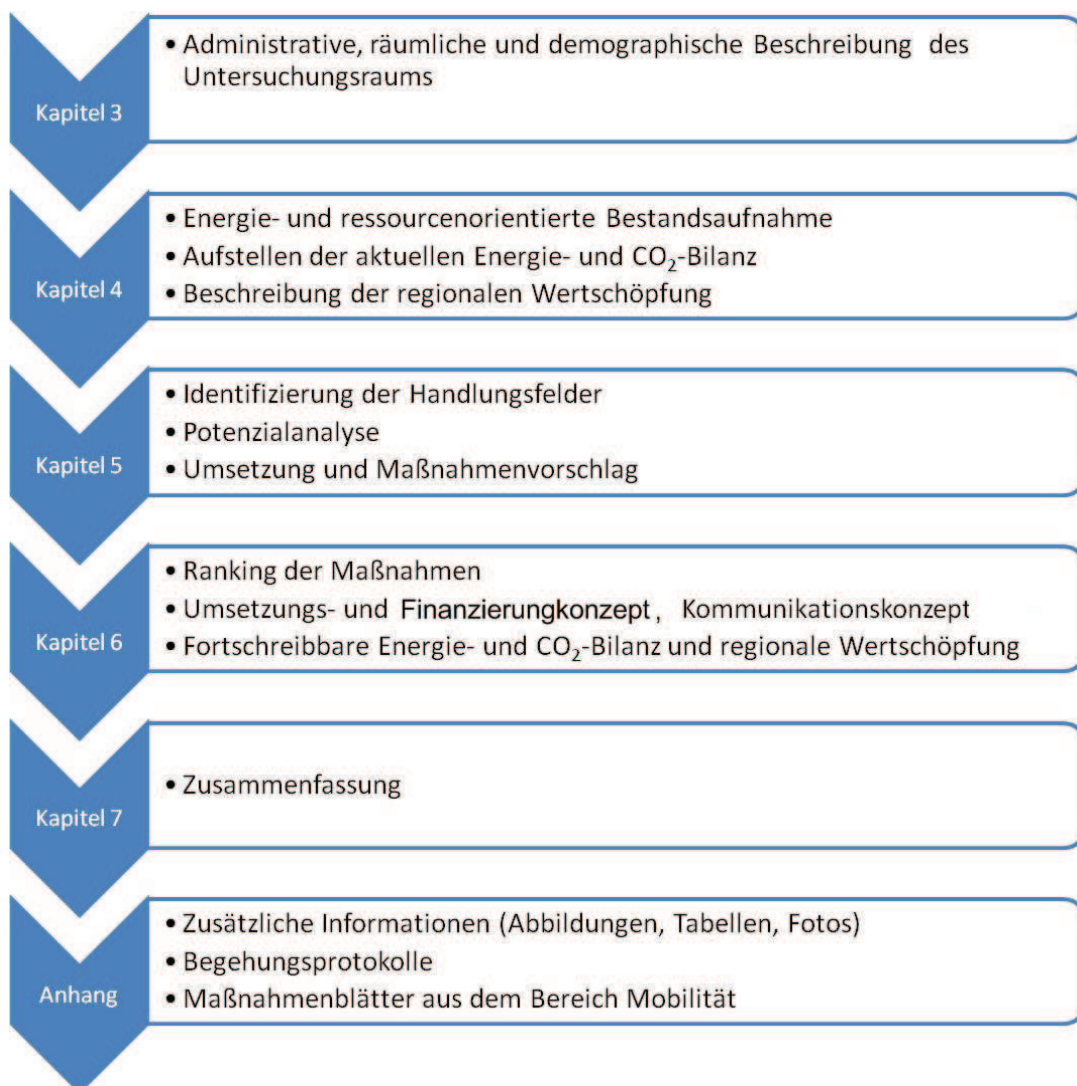 Kapitel 3
• Administrative, räumliche und demographische Beschreibung des
Untersuchungsraums
Kapitel 4
• Energie- und ressourcenorientierte Bestandsaufnahme
• Aufstellen der aktuellen Energie- und CO₂-Bilanz
• Beschreibung der regionalen Wertschöpfung
Kapitel 5
• Identifizierung der Handlungsfelder
• Potenzialanalyse
• Umsetzung und Maßnahmenvorschlag
Kapitel 6
• Ranking der Maßnahmen
• Umsetzungs- und Finanzierungkonzept, Kommunikationskonzept
• Fortschreibbare Energie- und CO₂-Bilanz und regionale Wertschöpfung
Kapitel 7
• Zusammenfassung
Anhang
• Zusätzliche Informationen (Abbildungen, Tabellen, Fotos)
• Begehungsprotokolle
• Maßnahmenblätter aus dem Bereich Mobilität